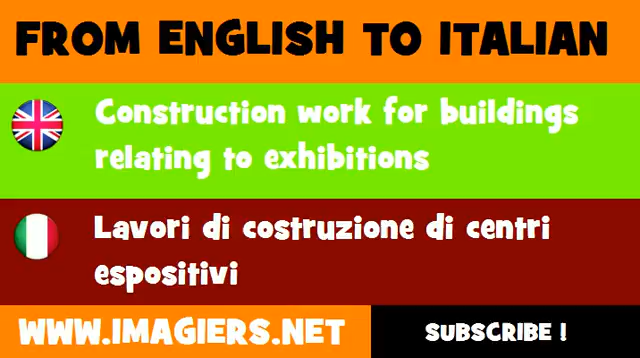 FROM ENGLISH TO ITALIAN
Construction work for buildings
relating to exhibitions
Lavori di costruzione di centri
espositivi
WWW.IMAGIERS.NET
SUBSCRIBE !